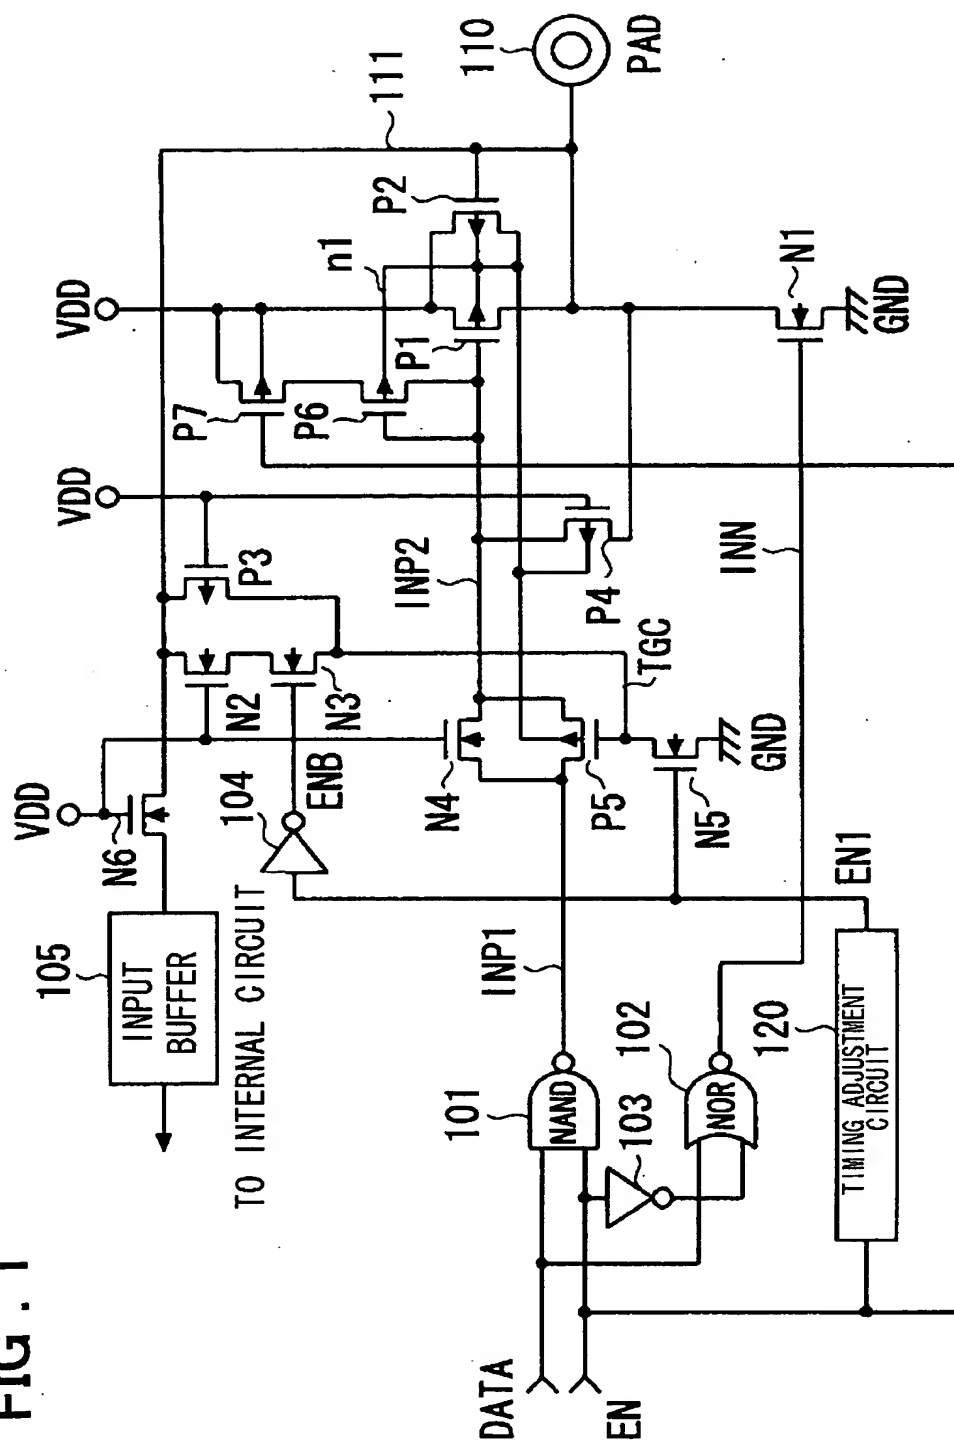 FIG. 1
VDD
VDD
VDD
111
110
PAD
P2
n1
P1
P7
P6
P3
N2
N3
N6
104
ENB
105
INPUT
BUFFER
TO INTERNAL CIRCUIT
INP2
P4
TGC
N4
P5
N5
GND
N1
GND
INN
INP1
EN1
101
NAND
103
102
NOR
120
TIMING ADJUSTMENT
CIRCUIT
DATA
EN